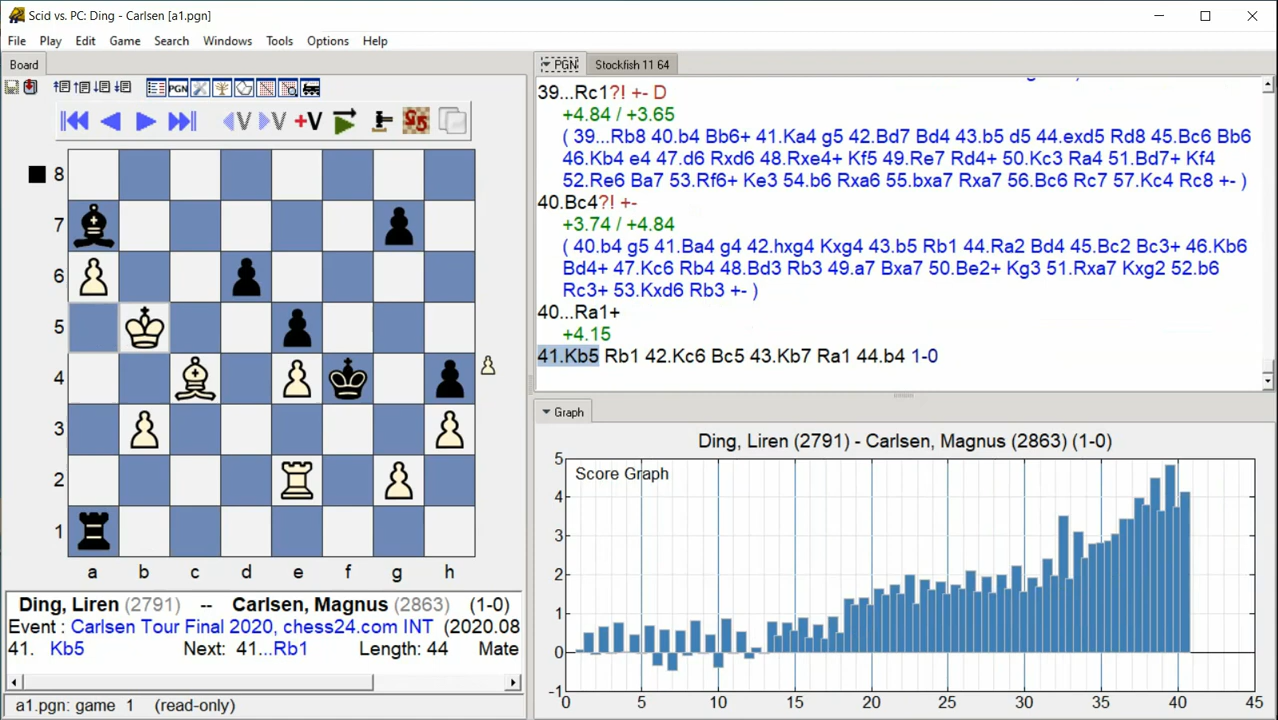 Scid vs. PC: Ding - Carlsen [a1.pgn]
File Play Edit Game Search Windows Tools Options Help
Board
PGN Stockfish 11 64
PGN
V V +V
8
7
6
5
4
3
2
1
a b c d e f g h
Ding, Liren (2791) -- Carlsen, Magnus (2863) (1-0)
Event : Carlsen Tour Final 2020, chess24.com INT (2020.08
41. Kb5 Next: 41...Rb1 Length: 44 Mate
a1.pgn: game 1 (read-only)
39...Rc1?! +- D
+4.84 / +3.65
( 39...Rb8 40.b4 Bb6+ 41.Ka4 g5 42.Bd7 Bd4 43.b5 d5 44.exd5 Rd8 45.Bc6 Bb6
46.Kb4 e4 47.d6 Rxd6 48.Rxe4+ Kf5 49.Re7 Rd4+ 50.Kc3 Ra4 51.Bd7+ Kf4
52.Re6 Ba7 53.Rf6+ Ke3 54.b6 Rxa6 55.bxa7 Rxa7 56.Bc6 Rc7 57.Kc4 Rc8 +- )
40.Bc4?! +-
+3.74 / +4.84
( 40.b4 g5 41.Ba4 g4 42.hxg4 Kxg4 43.b5 Rb1 44.Ra2 Bd4 45.Bc2 Bc3+ 46.Kb6
Bd4+ 47.Kc6 Rb4 48.Bd3 Rb3 49.a7 Bxa7 50.Be2+ Kg3 51.Rxa7 Kxg2 52.b6
Rc3+ 53.Kxd6 Rb3 +- )
40...Ra1+
+4.15
41.Kb5 Rb1 42.Kc6 Bc5 43.Kb7 Ra1 44.b4 1-0
Graph
Ding, Liren (2791) - Carlsen, Magnus (2863) (1-0)
Score Graph
5
4
3
2
1
0
-1
0 5 10 15 20 25 30 35 40 45